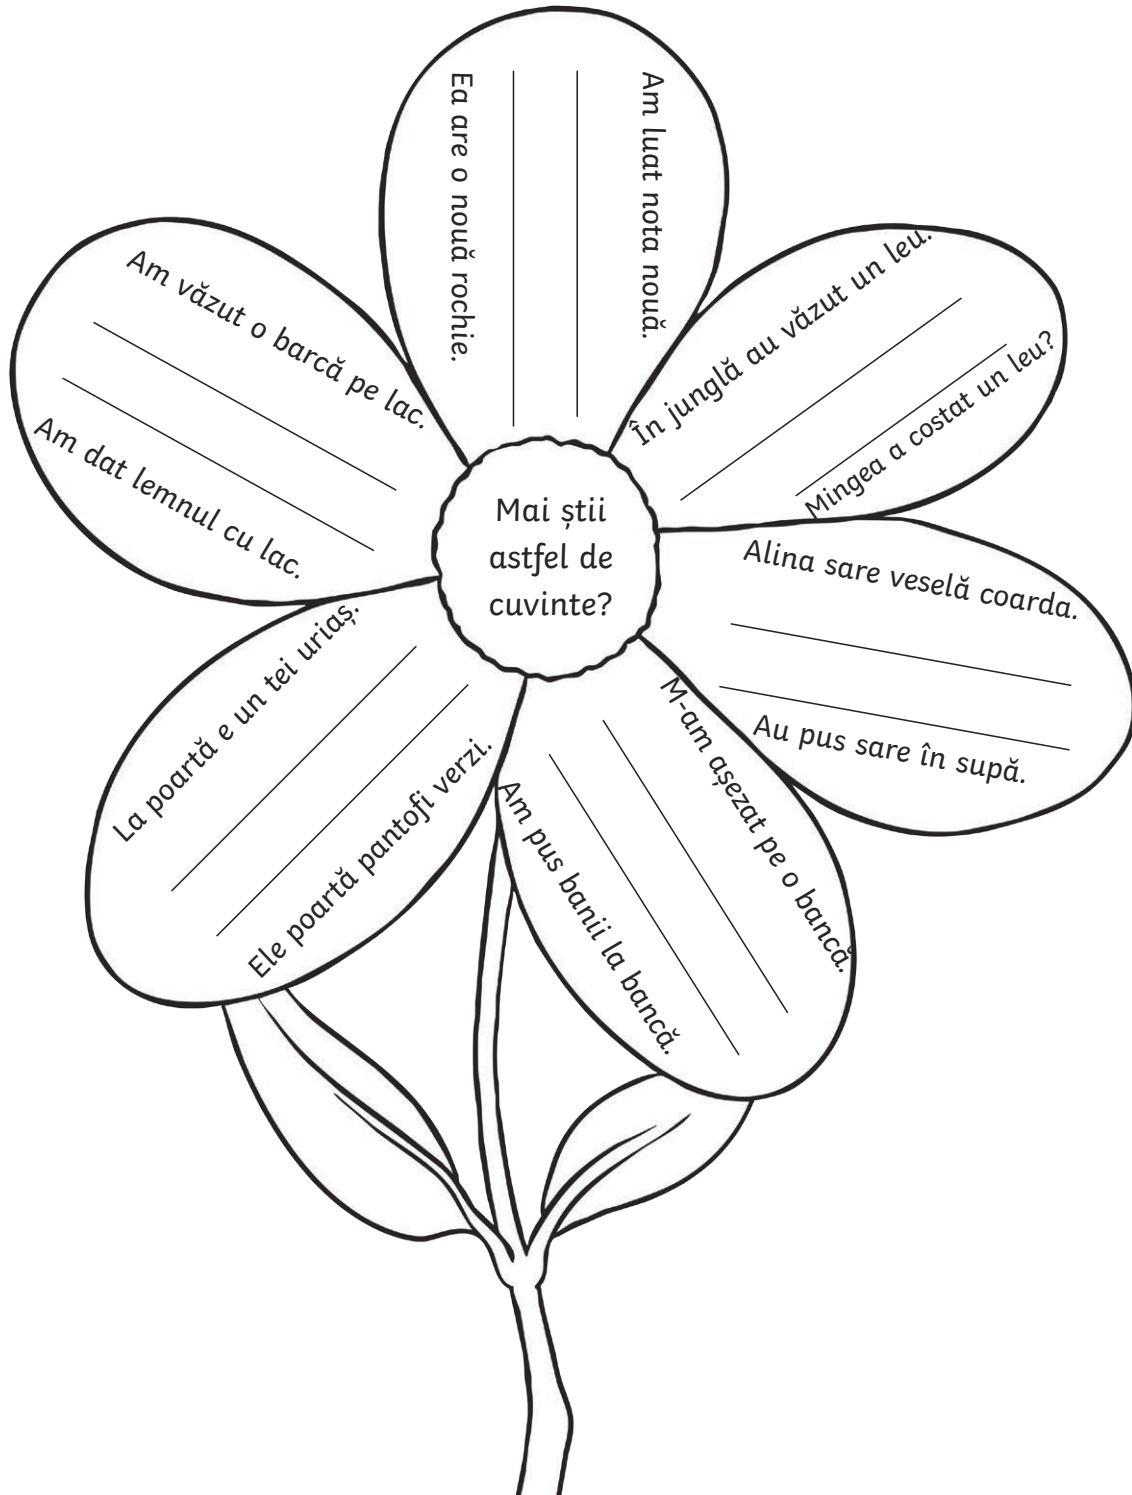 Ea are o nouă rochie.
Am luat nota nouă.
În junglă au văzut un leu.
Mingea a costat un leu?
Alina sare veselă coarda.
Au pus sare în supă.
M-am așezat pe o bancă.
Am pus banii la bancă.
La poartă e un tei uriaș.
Ele poartă pantofi verzi.
Am văzut o barcă pe lac.
Am dat lemnul cu lac.
Mai știi
astfel de
cuvinte?